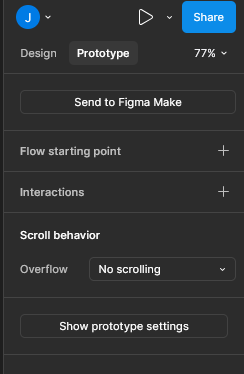 J
Share
Design Prototype 77%
Send to Figma Make
Flow starting point
Interactions
Scroll behavior
Overflow No scrolling
Show prototype settings